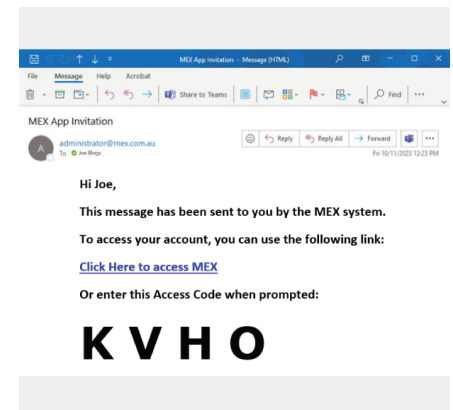 MEX App Invitation - Message (HTML)
File Message Help Acrobat
Share to Teams Find
MEX App Invitation
A administrator@mex.com.au Reply Reply All Forward
To Joe Blogs Fri 10/11/2023 12:23 PM
Hi Joe,
This message has been sent to you by the MEX system.
To access your account, you can use the following link:
Click Here to access MEX
Or enter this Access Code when prompted:
K V H O